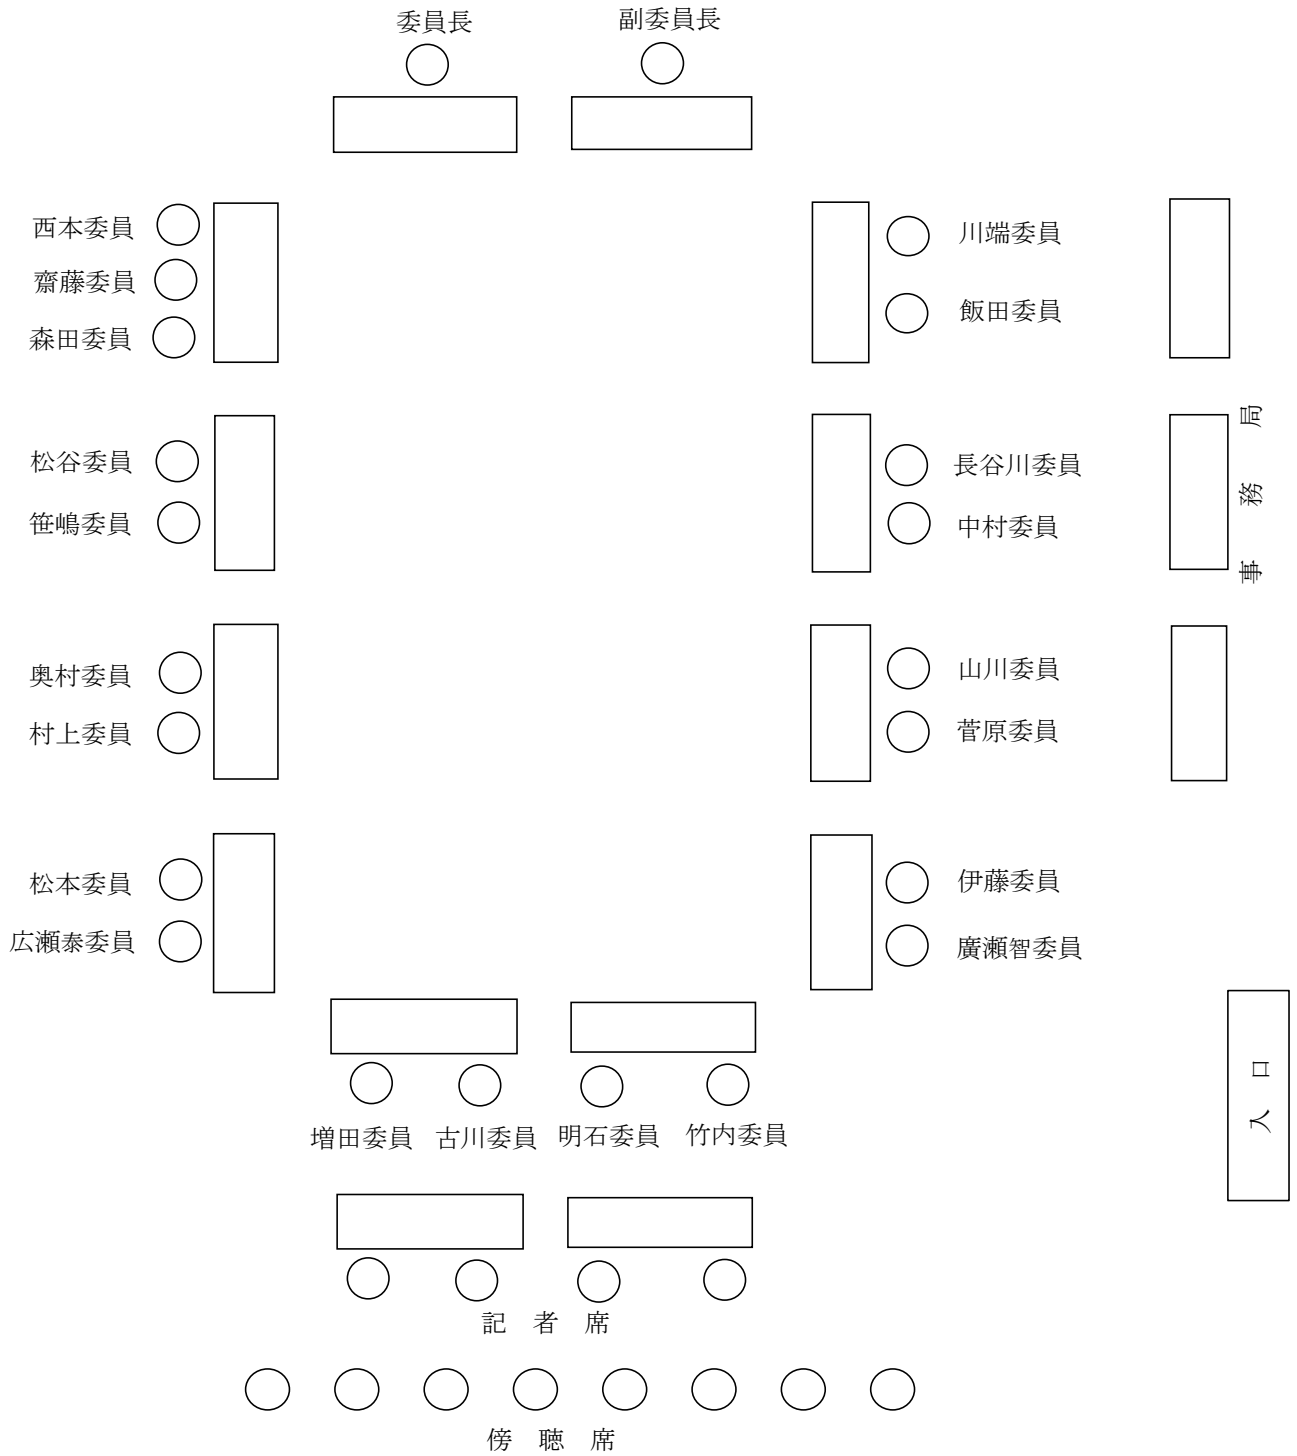 委員長
副委員長
西本委員
齋藤委員
森田委員
川端委員
飯田委員
松谷委員
笹嶋委員
長谷川委員
中村委員
事務局
奥村委員
村上委員
山川委員
菅原委員
松本委員
広瀬泰委員
伊藤委員
廣瀬智委員
入口
増田委員
古川委員
明石委員
竹内委員
記者席
傍聴席